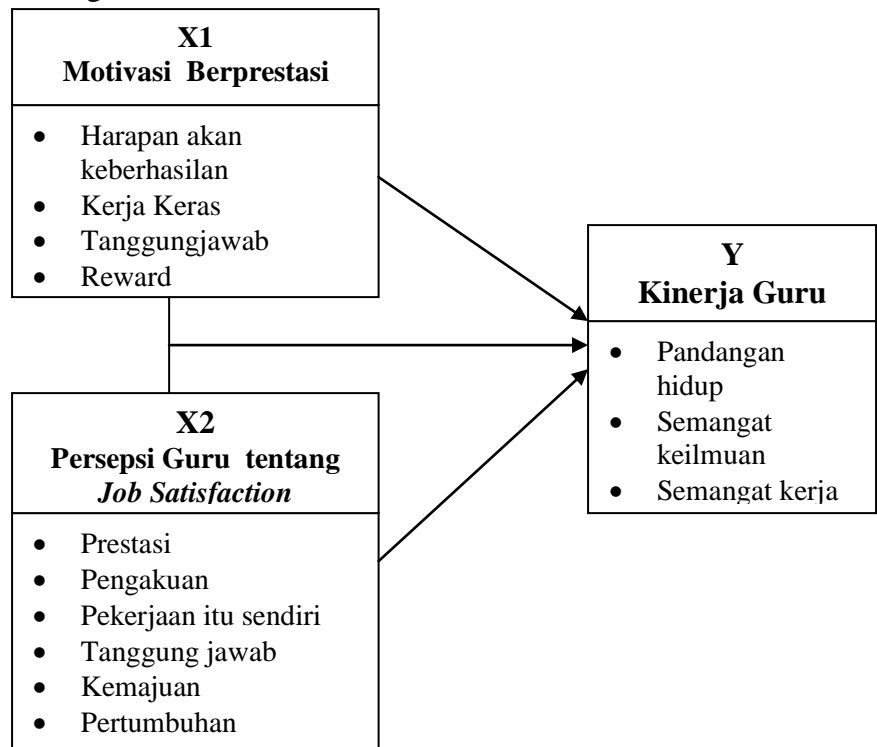 X1
Motivasi Berprestasi
• Harapan akan
keberhasilan
• Kerja Keras
• Tanggungjawab
• Reward
X2
Persepsi Guru tentang
Job Satisfaction
• Prestasi
• Pengakuan
• Pekerjaan itu sendiri
• Tanggung jawab
• Kemajuan
• Pertumbuhan
Y
Kinerja Guru
• Pandangan
hidup
• Semangat
keilmuan
• Semangat kerja